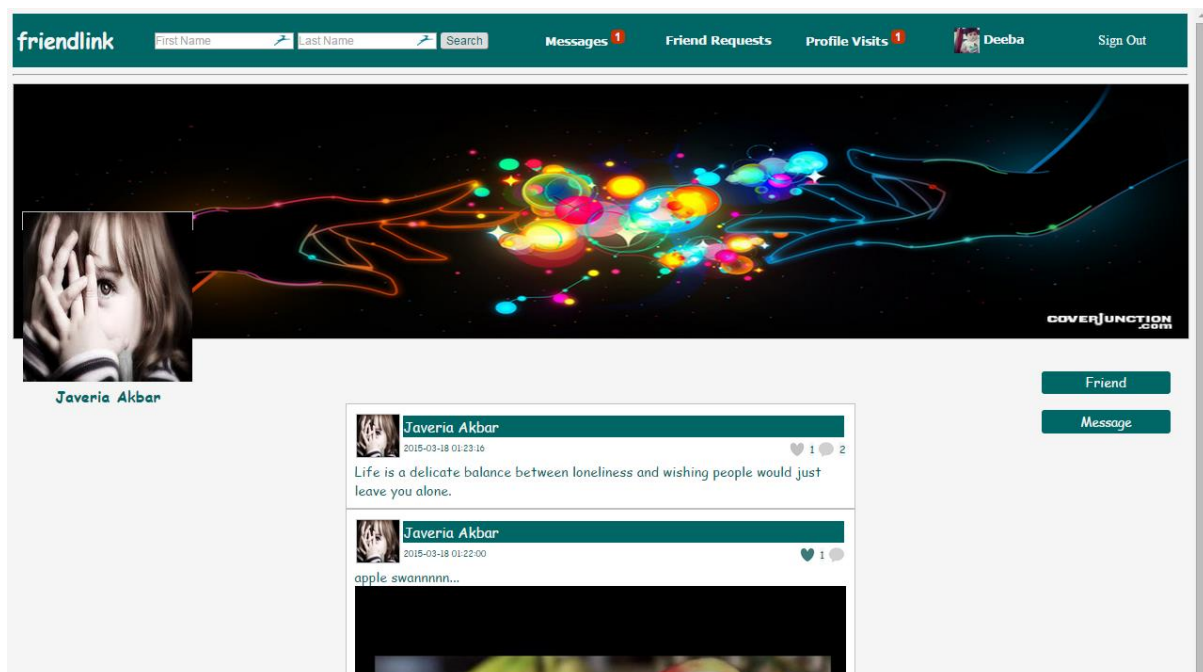 friendlink First Name Last Name Search Messages 1 Friend Requests Profile Visits 1 Deeba Sign Out
COVERJUNCTION
.COM
Javeria Akbar
Friend
Message
Javeria Akbar
2015-03-18 01:23:16 1 2
Life is a delicate balance between loneliness and wishing people would just
leave you alone.
Javeria Akbar
2015-03-18 01:22:00 1
apple swannnnn...